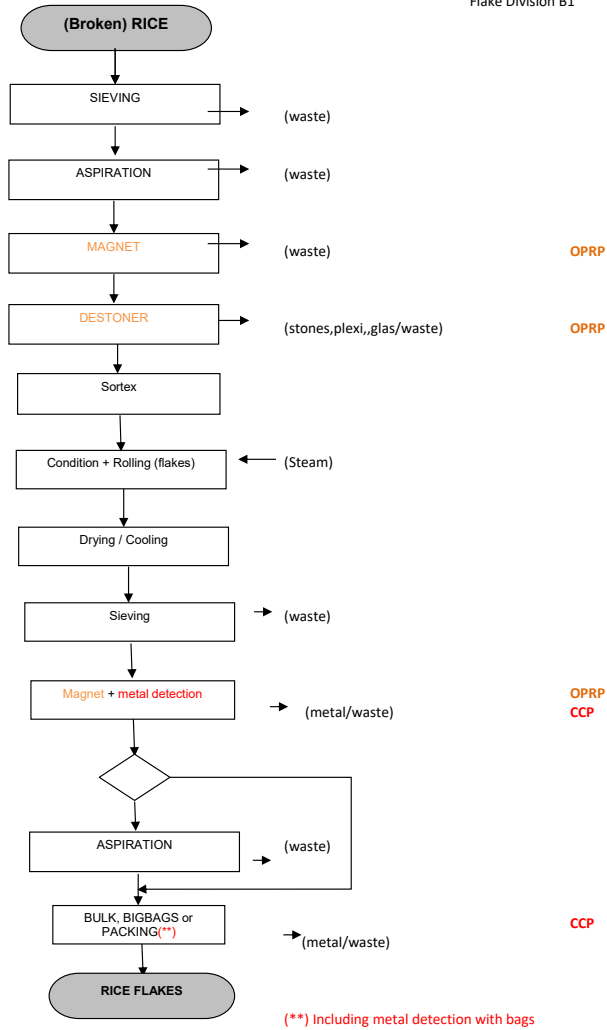 Flake Division B1
(Broken) RICE
SIEVING
(waste)
ASPIRATION
(waste)
MAGNET
(waste)
OPRP
DESTONER
(stones,plexi,,glas/waste)
OPRP
Sortex
Condition + Rolling (flakes)
(Steam)
Drying / Cooling
Sieving
(waste)
Magnet + metal detection
(metal/waste)
OPRP
CCP
ASPIRATION
(waste)
BULK, BIGBAGS or
PACKING(**)
(metal/waste)
CCP
RICE FLAKES
(**) Including metal detection with bags